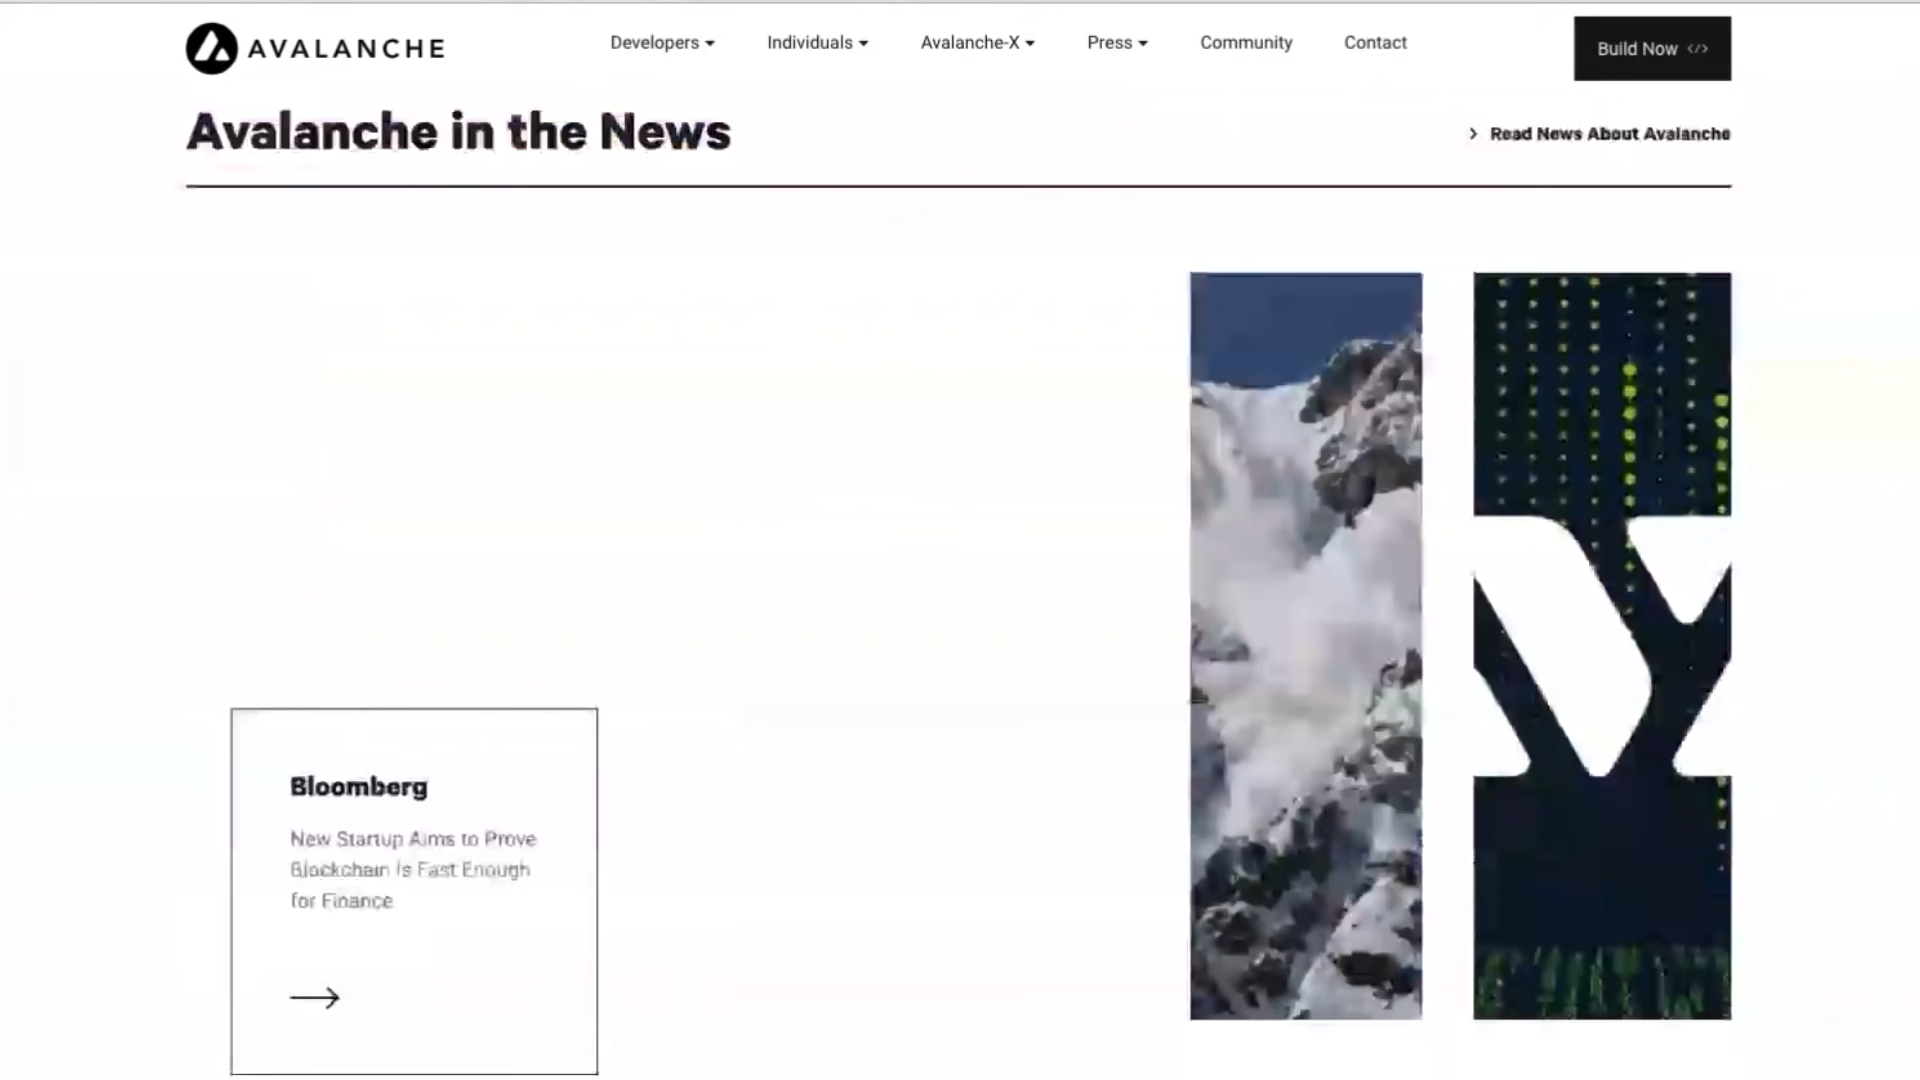 AVALANCHE
Developers
Individuals
Avalanche-X
Press
Community
Contact
Build Now </>
Avalanche in the News
> Read News About Avalanche
Bloomberg
New Startup Aims to Prove
Blockchain Is Fast Enough
for Finance